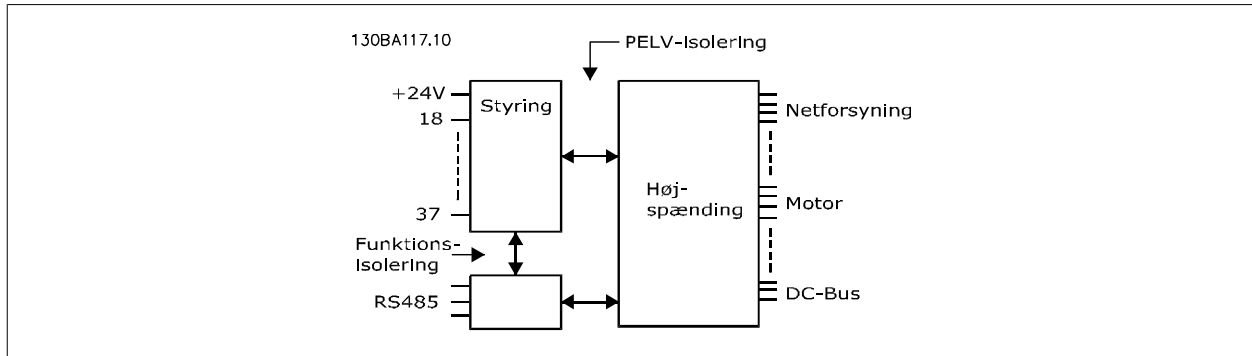 130BA117.10
PELV-isolering
+24V
Styring
18
37
Netforsyning
Høj-
spænding
Motor
Funktions-
isolering
RS485
DC-Bus